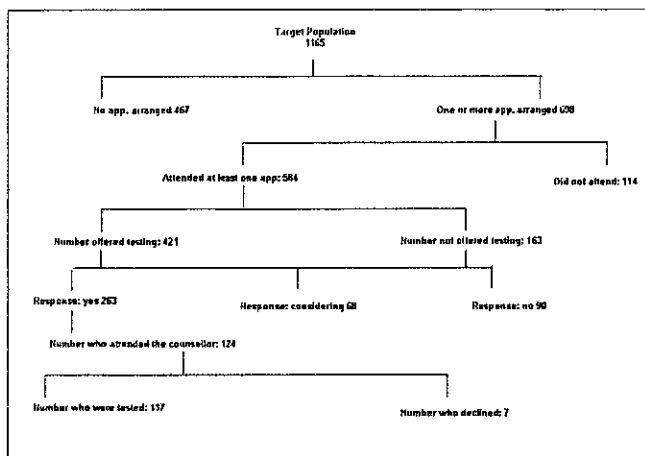 Target Population
1165
No app. arranged 467
One or more app. arranged 698
Attended at least one app: 584
Did not attend: 114
Number offered testing: 421
Number not offered testing: 163
Response: yes 263
Response: considering 68
Response: no 90
Number who attended the counsellor: 124
Number who were tested: 117
Number who declined: 7